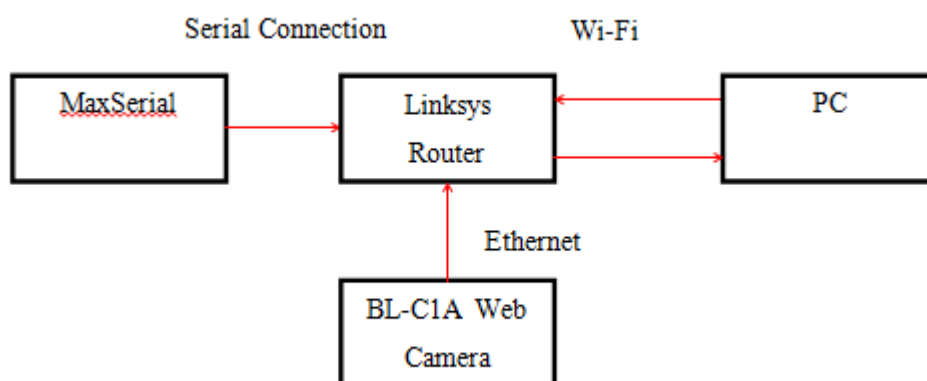 Serial Connection
Wi-Fi
MaxSerial
Linksys
Router
PC
Ethernet
BL-C1A Web
Camera